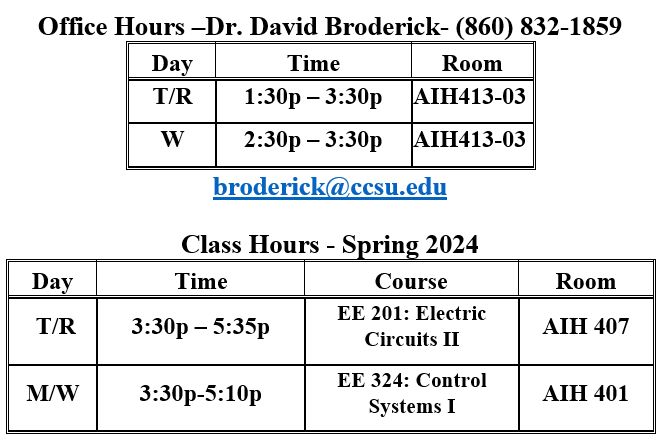 Office Hours –Dr. David Broderick- (860) 832-1859
Day Time Room
T/R 1:30p – 3:30p AIH413-03
W 2:30p – 3:30p AIH413-03
broderick@ccsu.edu
Class Hours - Spring 2024
Day Time Course Room
T/R 3:30p – 5:35p EE 201: Electric Circuits II AIH 407
M/W 3:30p-5:10p EE 324: Control Systems I AIH 401